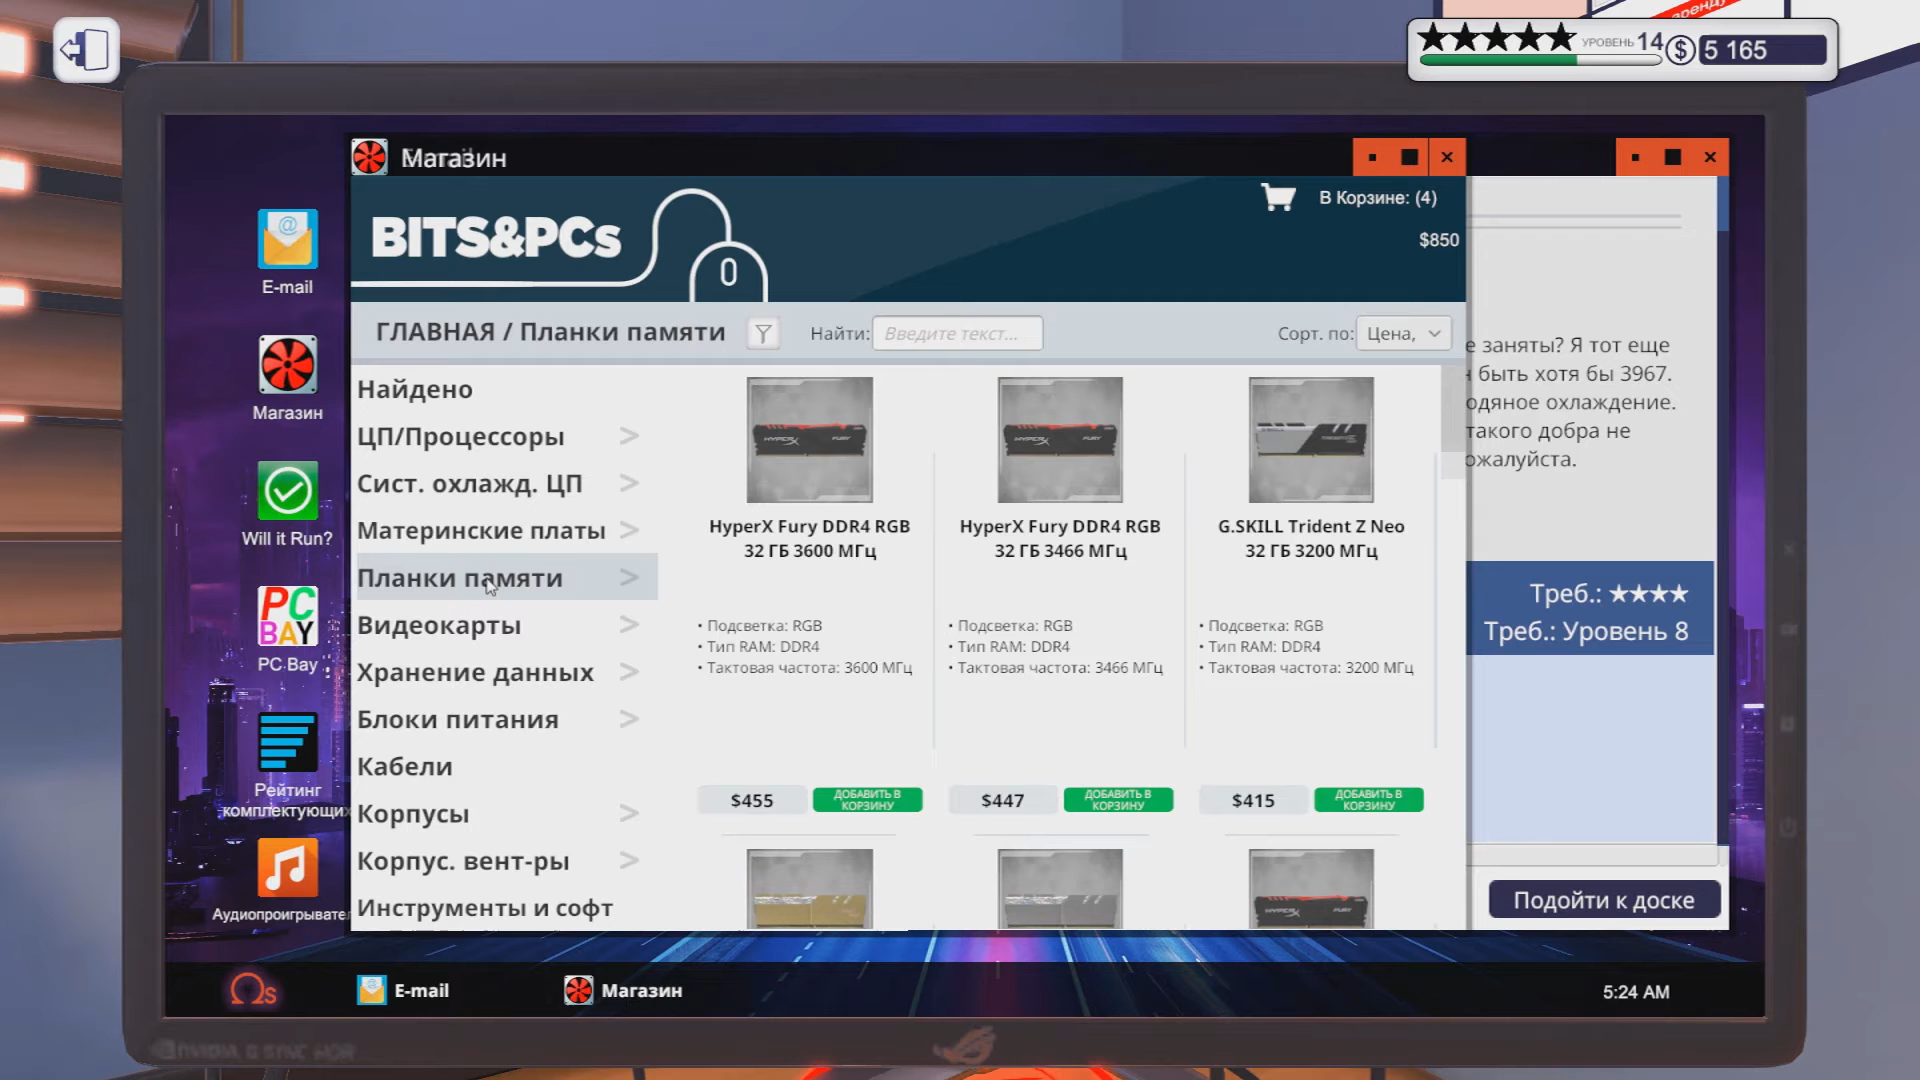 аренду
УРОВЕНЬ 14
$ 5 165
Магазин
BITS&PCs
В Корзине: (4)
$850
ГЛАВНАЯ / Планки памяти
Найти: Введите текст...
Сорт. по: Цена,
E-mail
Магазин
Will it Run?
PC BAY
PC Bay
Рейтинг
комплектующих
Аудиопроигрывате
Найдено
ЦП/Процессоры >
Сист. охлажд. ЦП >
Материнские платы >
Планки памяти >
Видеокарты >
Хранение данных >
Блоки питания >
Кабели
Корпусы >
Корпус. вент-ры >
Инструменты и софт
HyperX Fury DDR4 RGB
32 ГБ 3600 МГц
• Подсветка: RGB
• Тип RAM: DDR4
• Тактовая частота: 3600 МГц
$455
ДОБАВИТЬ В
КОРЗИНУ
HyperX Fury DDR4 RGB
32 ГБ 3466 МГц
• Подсветка: RGB
• Тип RAM: DDR4
• Тактовая частота: 3466 МГц
$447
ДОБАВИТЬ В
КОРЗИНУ
G.SKILL Trident Z Neo
32 ГБ 3200 МГц
• Подсветка: RGB
• Тип RAM: DDR4
• Тактовая частота: 3200 МГц
$415
ДОБАВИТЬ В
КОРЗИНУ
е заняты? Я тот еще
быть хотя бы 3967.
одяное охлаждение.
такого добра не
ожалуйста.
Треб.: ★★★★
Треб.: Уровень 8
Подойти к доске
Ωs
E-mail
Магазин
5:24 AM
NVIDIA G-SYNC HDR